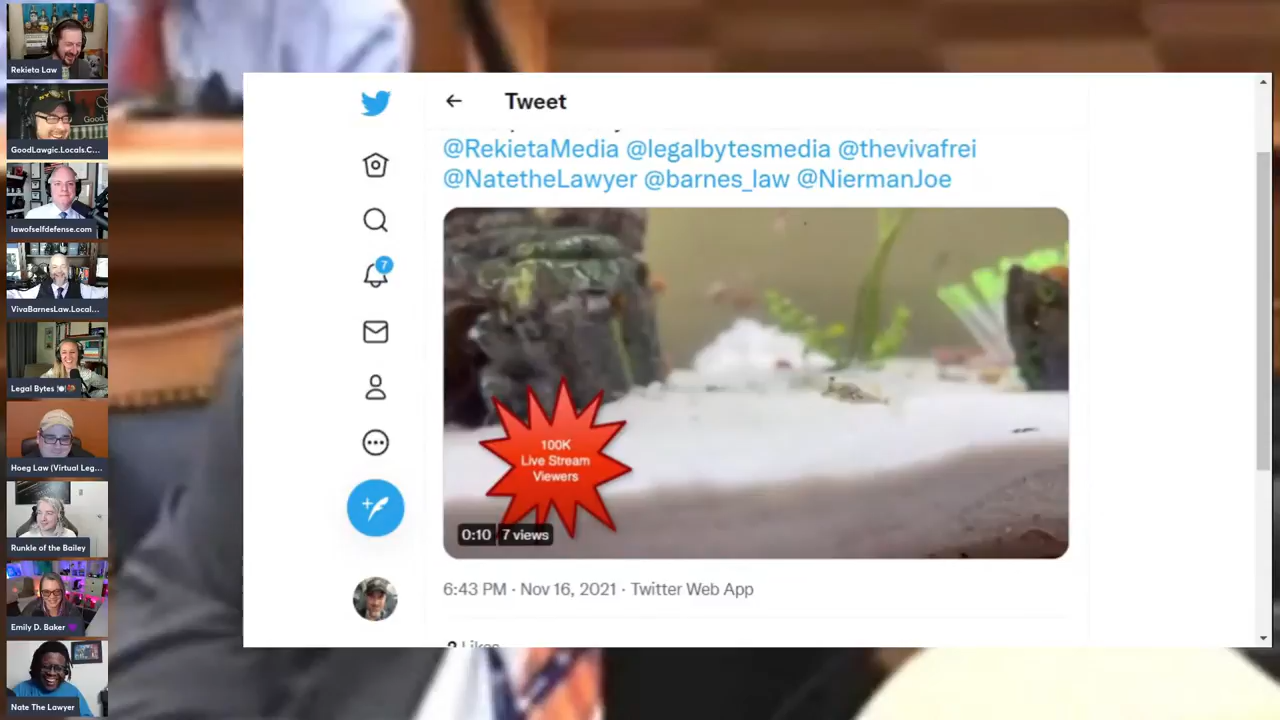 Rekieta Law
GoodLawgic.Locals.C...
lawofselfdefense.com
VivaBarnesLaw.Local...
Legal Bytes
Hoeg Law (Virtual Leg...
Runkle of the Bailey
Emily D. Baker
Nate The Lawyer
Tweet
@RekietaMedia @legalbytesmedia @thevivafrei
@NatetheLawyer @barnes_law @NiermanJoe
7
100K
Live Stream
Viewers
0:10 7 views
6:43 PM · Nov 16, 2021 · Twitter Web App
Likes